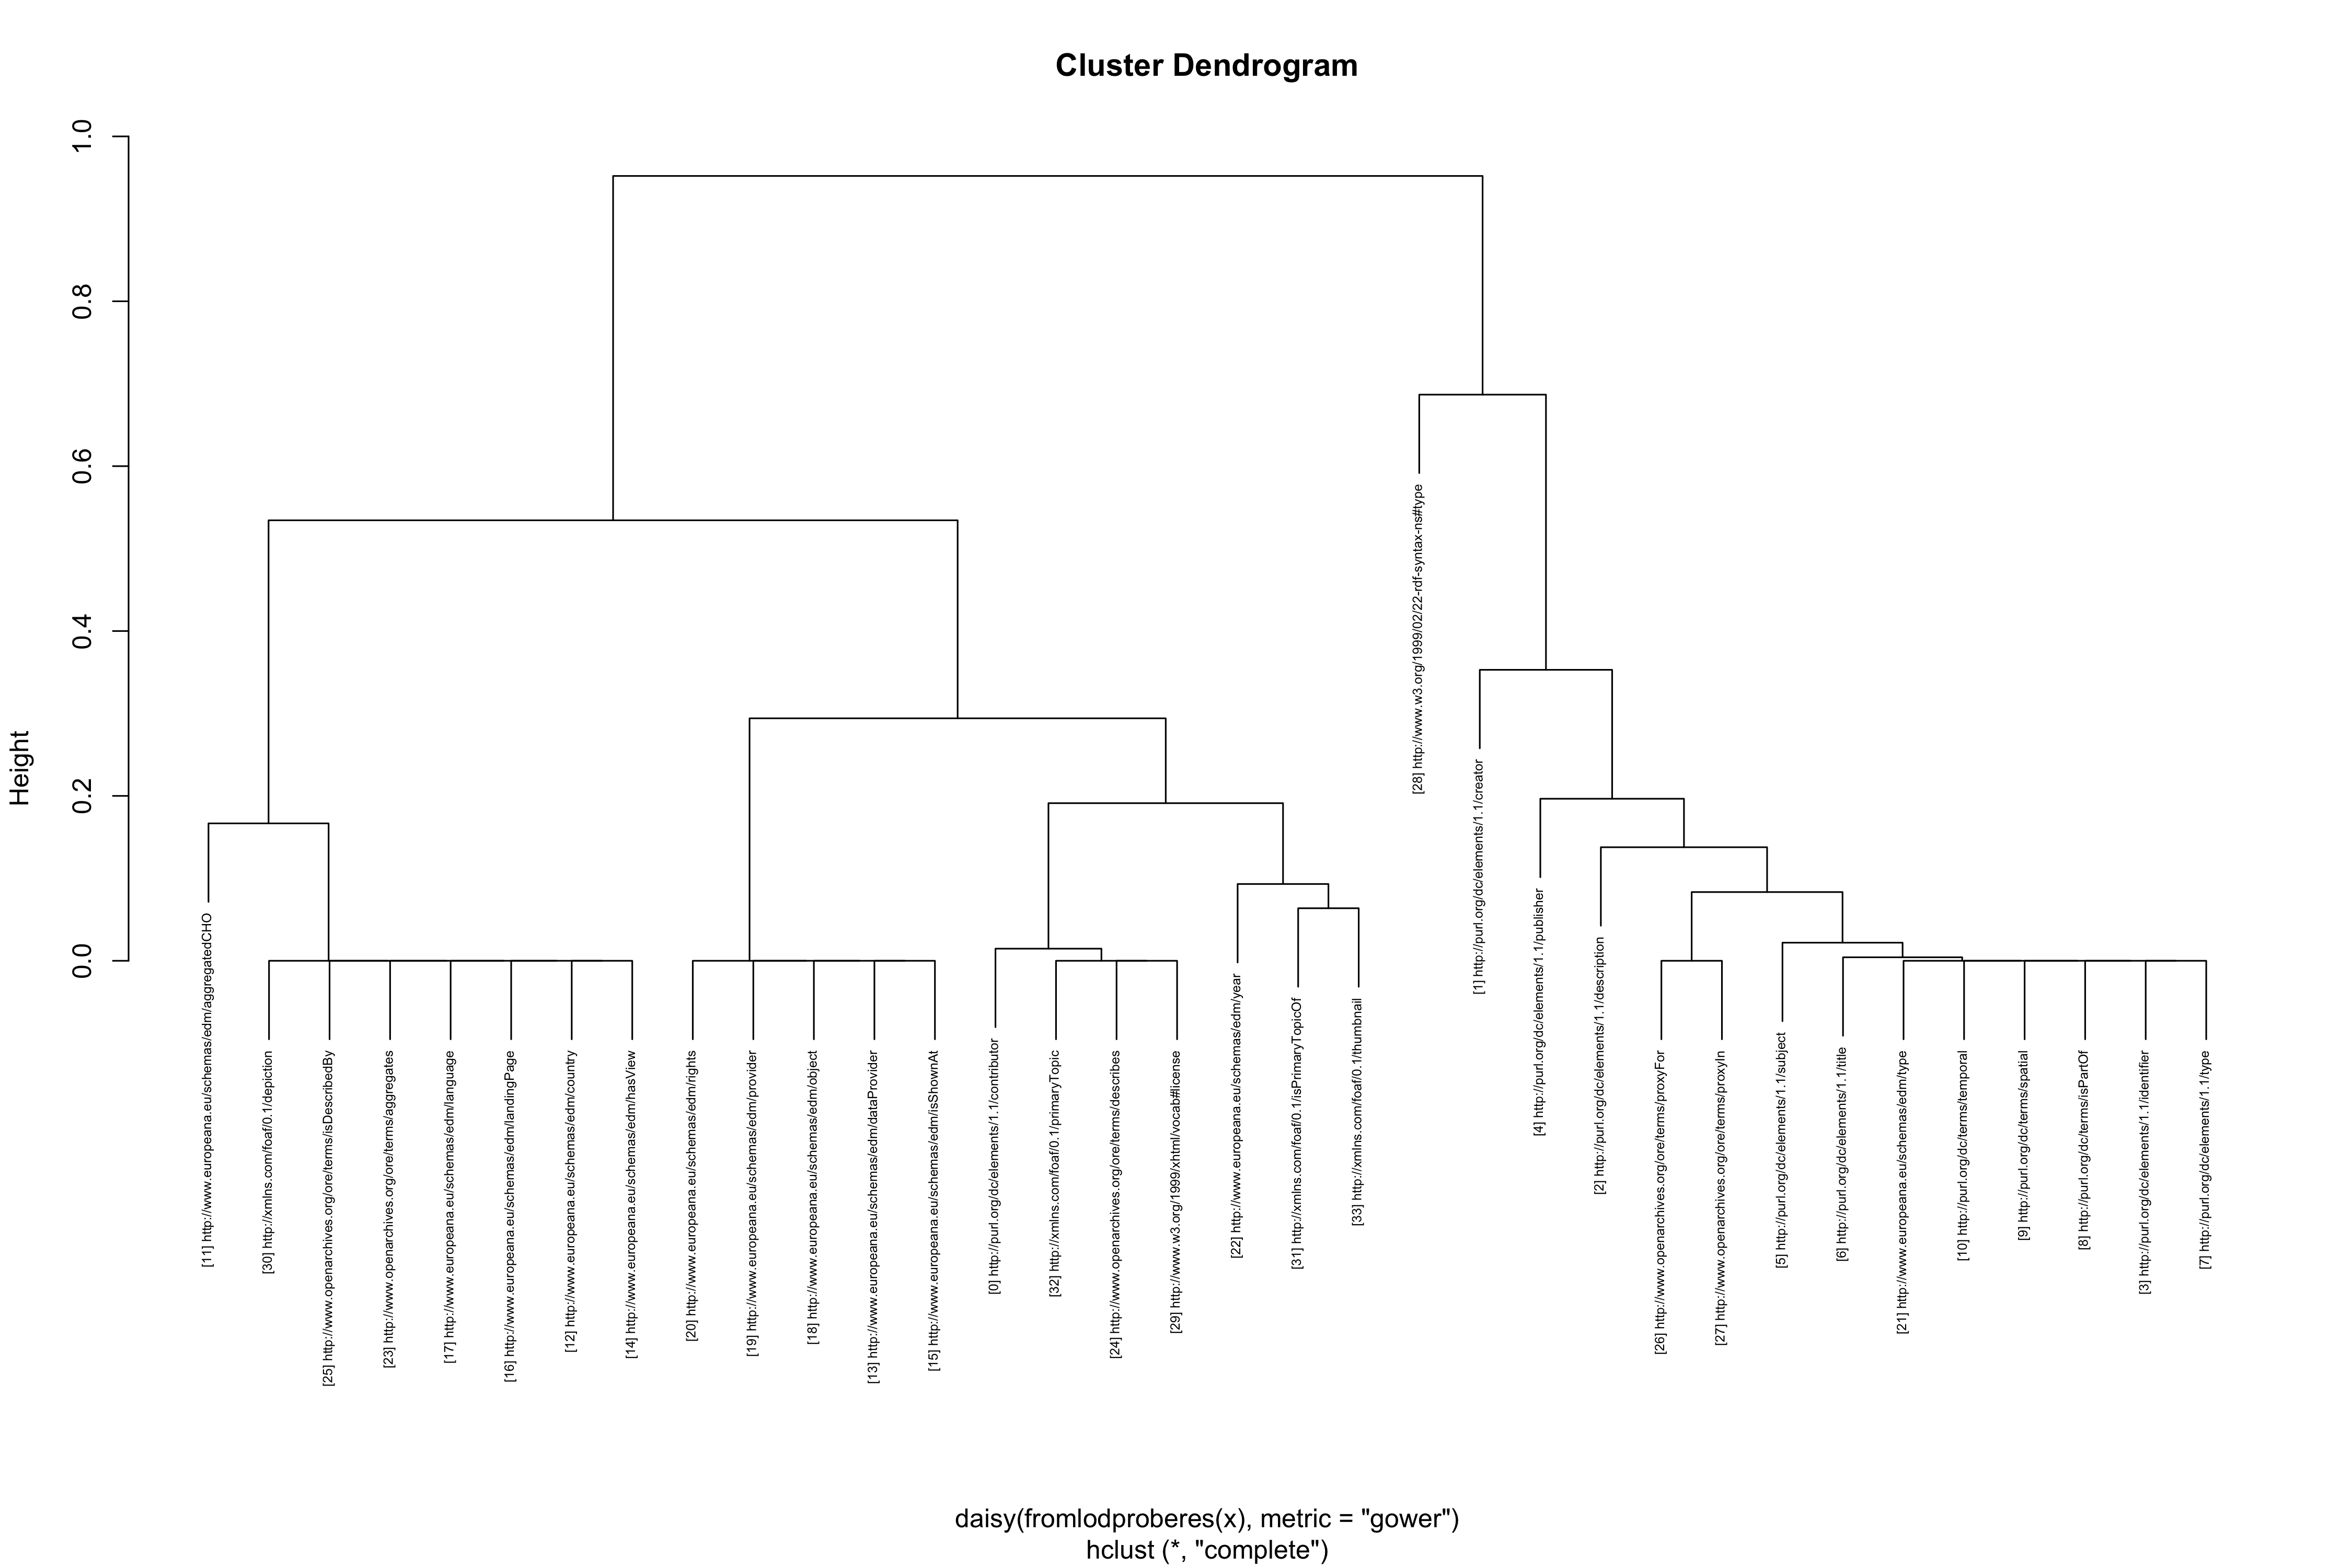 Cluster Dendrogram
Height
1.0
0.8
0.6
0.4
0.2
0.0
[11] http://www.europeana.eu/schemas/edm/aggregatedCHO
[30] http://xmlns.com/foaf/0.1/depiction
[25] http://www.openarchives.org/ore/terms/isDescribedBy
[23] http://www.openarchives.org/ore/terms/aggregates
[17] http://www.europeana.eu/schemas/edm/language
[16] http://www.europeana.eu/schemas/edm/landingPage
[12] http://www.europeana.eu/schemas/edm/country
[14] http://www.europeana.eu/schemas/edm/hasView
[20] http://www.europeana.eu/schemas/edm/rights
[19] http://www.europeana.eu/schemas/edm/provider
[18] http://www.europeana.eu/schemas/edm/object
[13] http://www.europeana.eu/schemas/edm/dataProvider
[15] http://www.europeana.eu/schemas/edm/isShownAt
[0] http://purl.org/dc/elements/1.1/contributor
[32] http://xmlns.com/foaf/0.1/primaryTopic
[24] http://www.openarchives.org/ore/terms/describes
[29] http://www.w3.org/1999/xhtml/vocab#license
[22] http://www.europeana.eu/schemas/edm/year
[31] http://xmlns.com/foaf/0.1/isPrimaryTopicOf
[33] http://xmlns.com/foaf/0.1/thumbnail
[28] http://www.w3.org/1999/02/22-rdf-syntax-ns#type
[1] http://purl.org/dc/elements/1.1/creator
[4] http://purl.org/dc/elements/1.1/publisher
[2] http://purl.org/dc/elements/1.1/description
[26] http://www.openarchives.org/ore/terms/proxyFor
[27] http://www.openarchives.org/ore/terms/proxyIn
[5] http://purl.org/dc/elements/1.1/subject
[6] http://purl.org/dc/elements/1.1/title
[21] http://www.europeana.eu/schemas/edm/type
[10] http://purl.org/dc/terms/temporal
[9] http://purl.org/dc/terms/spatial
[8] http://purl.org/dc/terms/isPartOf
[3] http://purl.org/dc/elements/1.1/identifier
[7] http://purl.org/dc/elements/1.1/type
daisy(fromlodproberes(x), metric = "gower")
hclust (*, "complete")